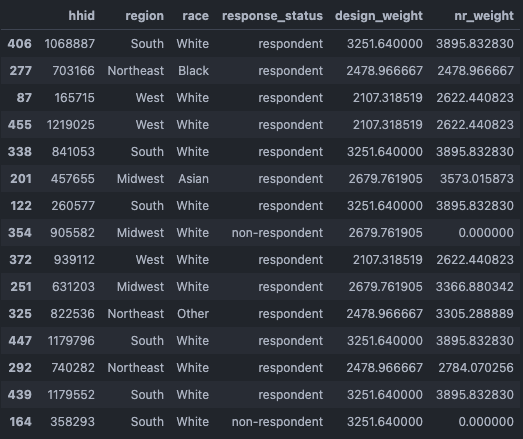 hhid region race response_status design_weight nr_weight
406 1068887 South White respondent 3251.640000 3895.832830
277 703166 Northeast Black respondent 2478.966667 2478.966667
87 165715 West White respondent 2107.318519 2622.440823
455 1219025 West White respondent 2107.318519 2622.440823
338 841053 South White respondent 3251.640000 3895.832830
201 457655 Midwest Asian respondent 2679.761905 3573.015873
122 260577 South White respondent 3251.640000 3895.832830
354 905582 Midwest White non-respondent 2679.761905 0.000000
372 939112 West White respondent 2107.318519 2622.440823
251 631203 Midwest White respondent 2679.761905 3366.880342
325 822536 Northeast Other respondent 2478.966667 3305.288889
447 1179796 South White respondent 3251.640000 3895.832830
292 740282 Northeast White respondent 2478.966667 2784.070256
439 1179552 South White respondent 3251.640000 3895.832830
164 358293 South White non-respondent 3251.640000 0.000000